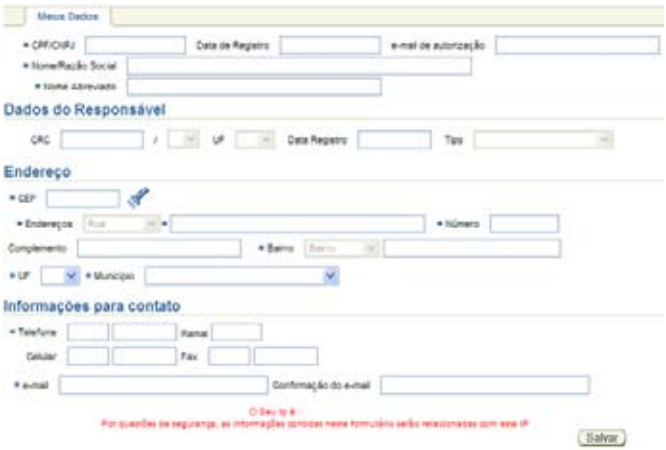 Meus Dados
* CPF/CNPJ Data de Registro e-mail de autorização
* Nome/Razão Social
* Nome Abreviado
Dados do Responsável
CRC / UF Data Registro Tipo
Endereço
* CEP
* Endereços Rua * * Número
Complemento * Bairro Bairro
* UF * Município
Informações para contato
* Telefone Ramal
Celular Fax
* e-mail Confirmação do e-mail
O Seu Ip é :
Por questões de segurança, as informações contidas neste formulário serão relacionadas com este IP
Salvar